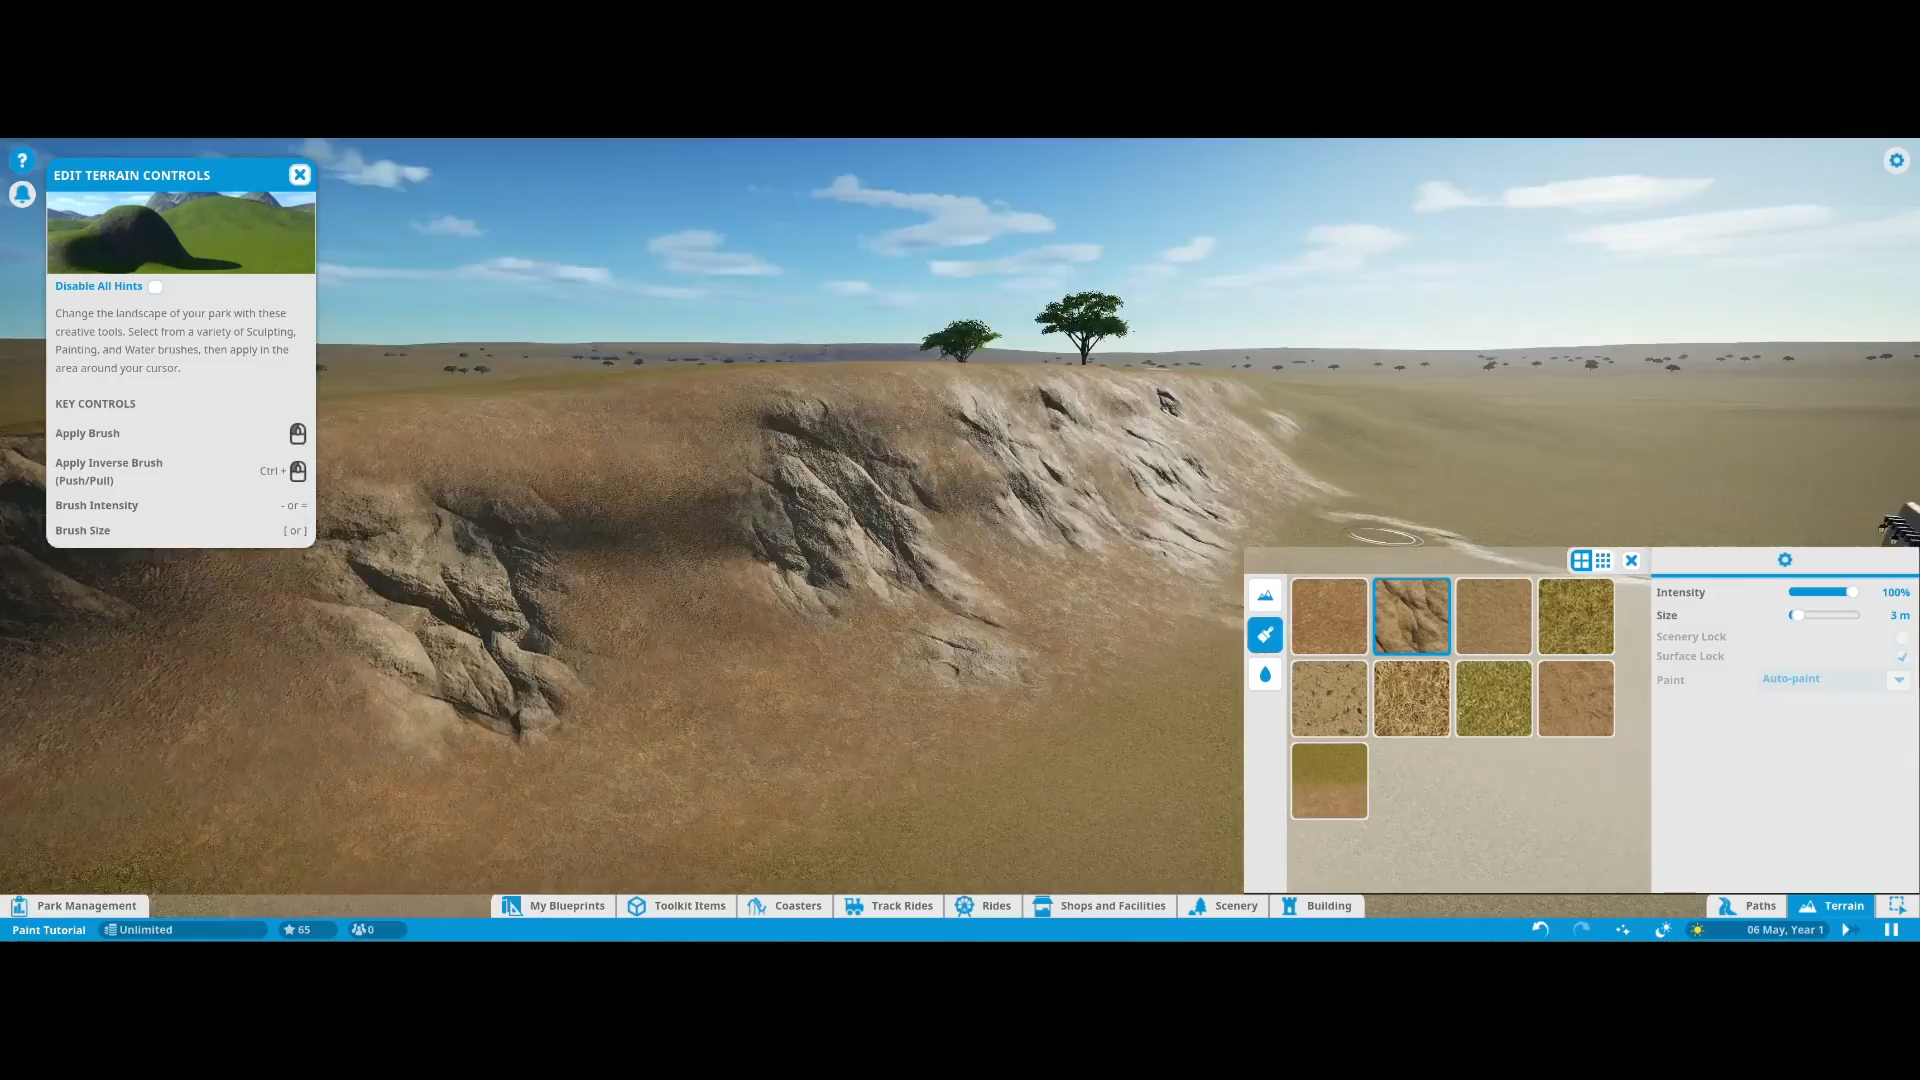 ?
EDIT TERRAIN CONTROLS
Disable All Hints
Change the landscape of your park with these
creative tools. Select from a variety of Sculpting,
Painting, and Water brushes, then apply in the
area around your cursor.
KEY CONTROLS
Apply Brush
Apply Inverse Brush
(Push/Pull)
Ctrl +
Brush Intensity - or =
Brush Size [ or ]
Intensity 100%
Size 3 m
Scenery Lock
Surface Lock
Paint Auto-paint
Park Management
My Blueprints
Toolkit Items
Coasters
Track Rides
Rides
Shops and Facilities
Scenery
Building
Paths
Terrain
Paint Tutorial
Unlimited
65
0
06 May, Year 1